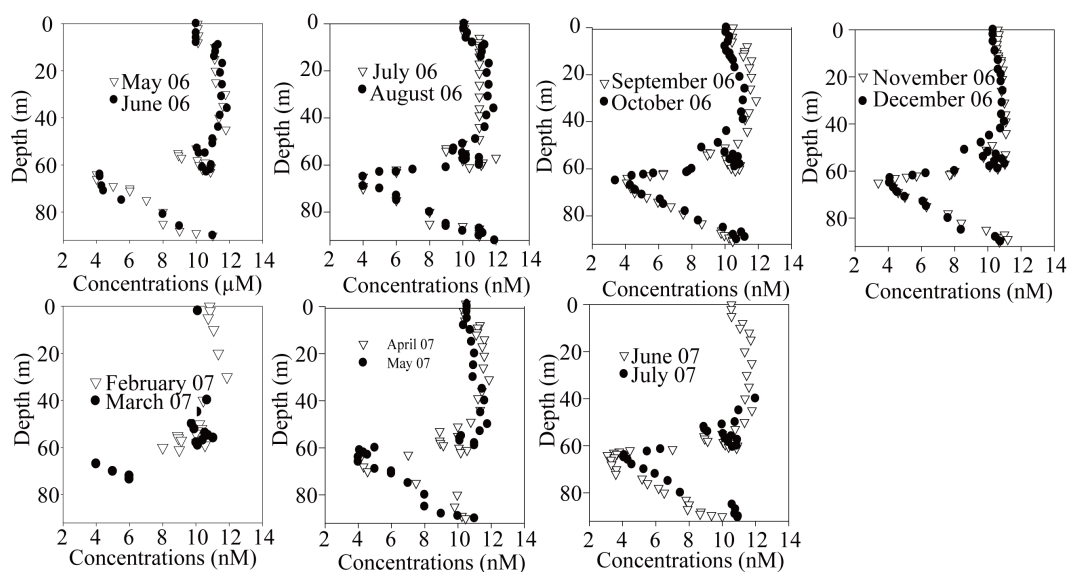 0
20
40
60
80
Depth (m)
May 06
June 06
2 4 6 8 10 12 14
Concentrations (µM)
0
20
40
60
80
Depth (m)
July 06
August 06
2 4 6 8 10 12 14
Concentrations (nM)
0
20
40
60
80
Depth (m)
September 06
October 06
2 4 6 8 10 12 14
Concentrations (nM)
0
20
40
60
80
Depth (m)
November 06
December 06
2 4 6 8 10 12 14
Concentrations (nM)
0
20
40
60
80
Depth (m)
February 07
March 07
2 4 6 8 10 12 14
Concentrations (nM)
0
20
40
60
80
Depth (m)
April 07
May 07
2 4 6 8 10 12 14
Concentrations (nM)
0
20
40
60
80
Depth (m)
June 07
July 07
2 4 6 8 10 12 14
Concentrations (nM)